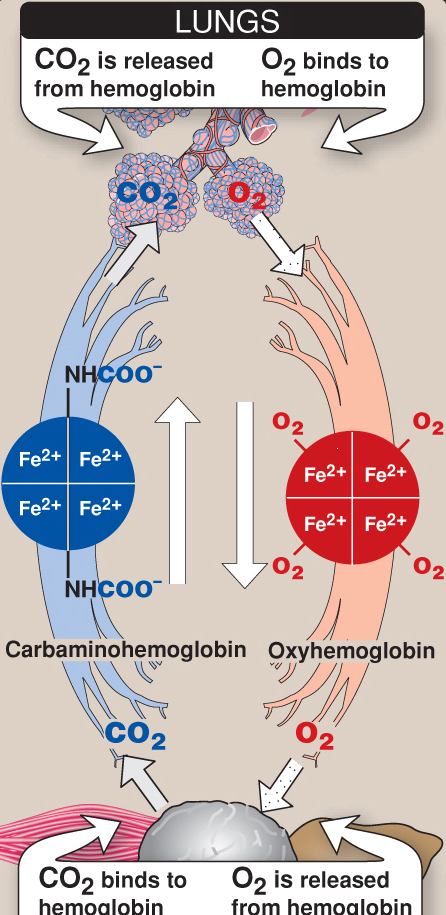 LUNGS
CO2 is released
from hemoglobin
O2 binds to
hemoglobin
CO2
O2
NHCOO–
O2
O2
Fe2+
Fe2+
Fe2+
Fe2+
Fe2+
Fe2+
Fe2+
Fe2+
O2
O2
NHCOO–
Carbaminohemoglobin
Oxyhemoglobin
CO2
O2
CO2 binds to
hemoglobin
O2 is released
from hemoglobin